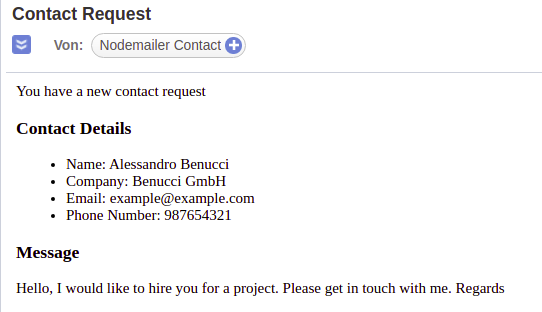 Contact Request
Von: Nodemailer Contact
You have a new contact request
Contact Details
Name: Alessandro Benucci
Company: Benucci GmbH
Email: example@example.com
Phone Number: 987654321
Message
Hello, I would like to hire you for a project. Please get in touch with me. Regards